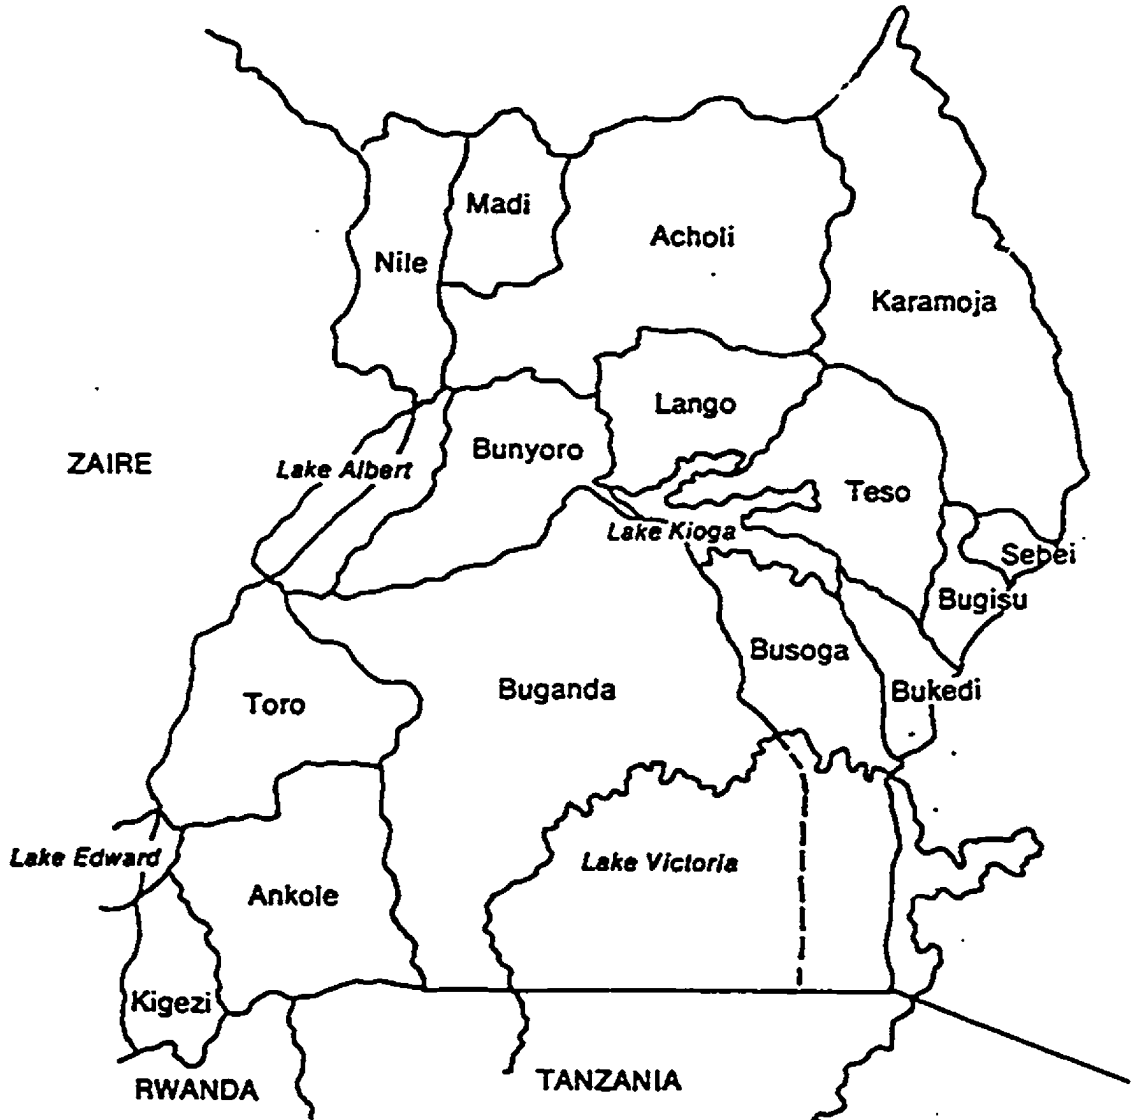 Madi
Acholi
Nile
Karamoja
Lango
Bunyoro
ZAIRE
Lake Albert
Teso
Lake Kioga
Sebei
Bugisu
Busoga
Bukedi
Buganda
Toro
Lake Edward
Lake Victoria
Ankole
Kigezi
RWANDA
TANZANIA